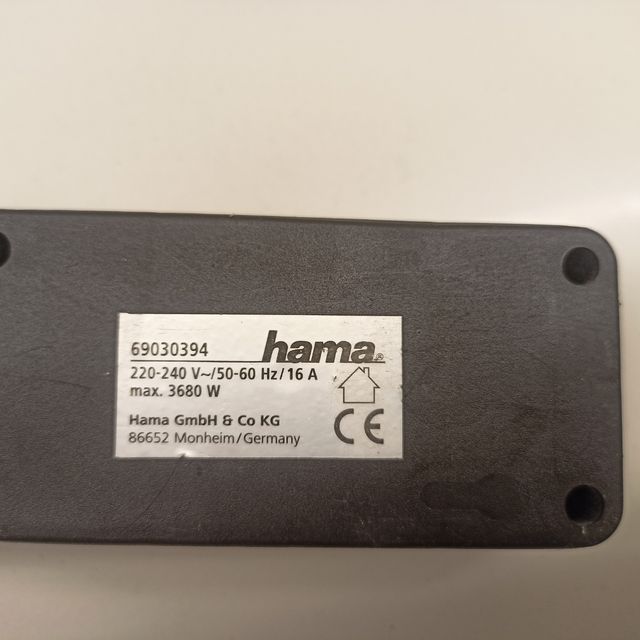 69030394 hama®
220-240 V~/50-60 Hz/16 A
max. 3680 W
Hama GmbH & Co KG
86652 Monheim/Germany
CE